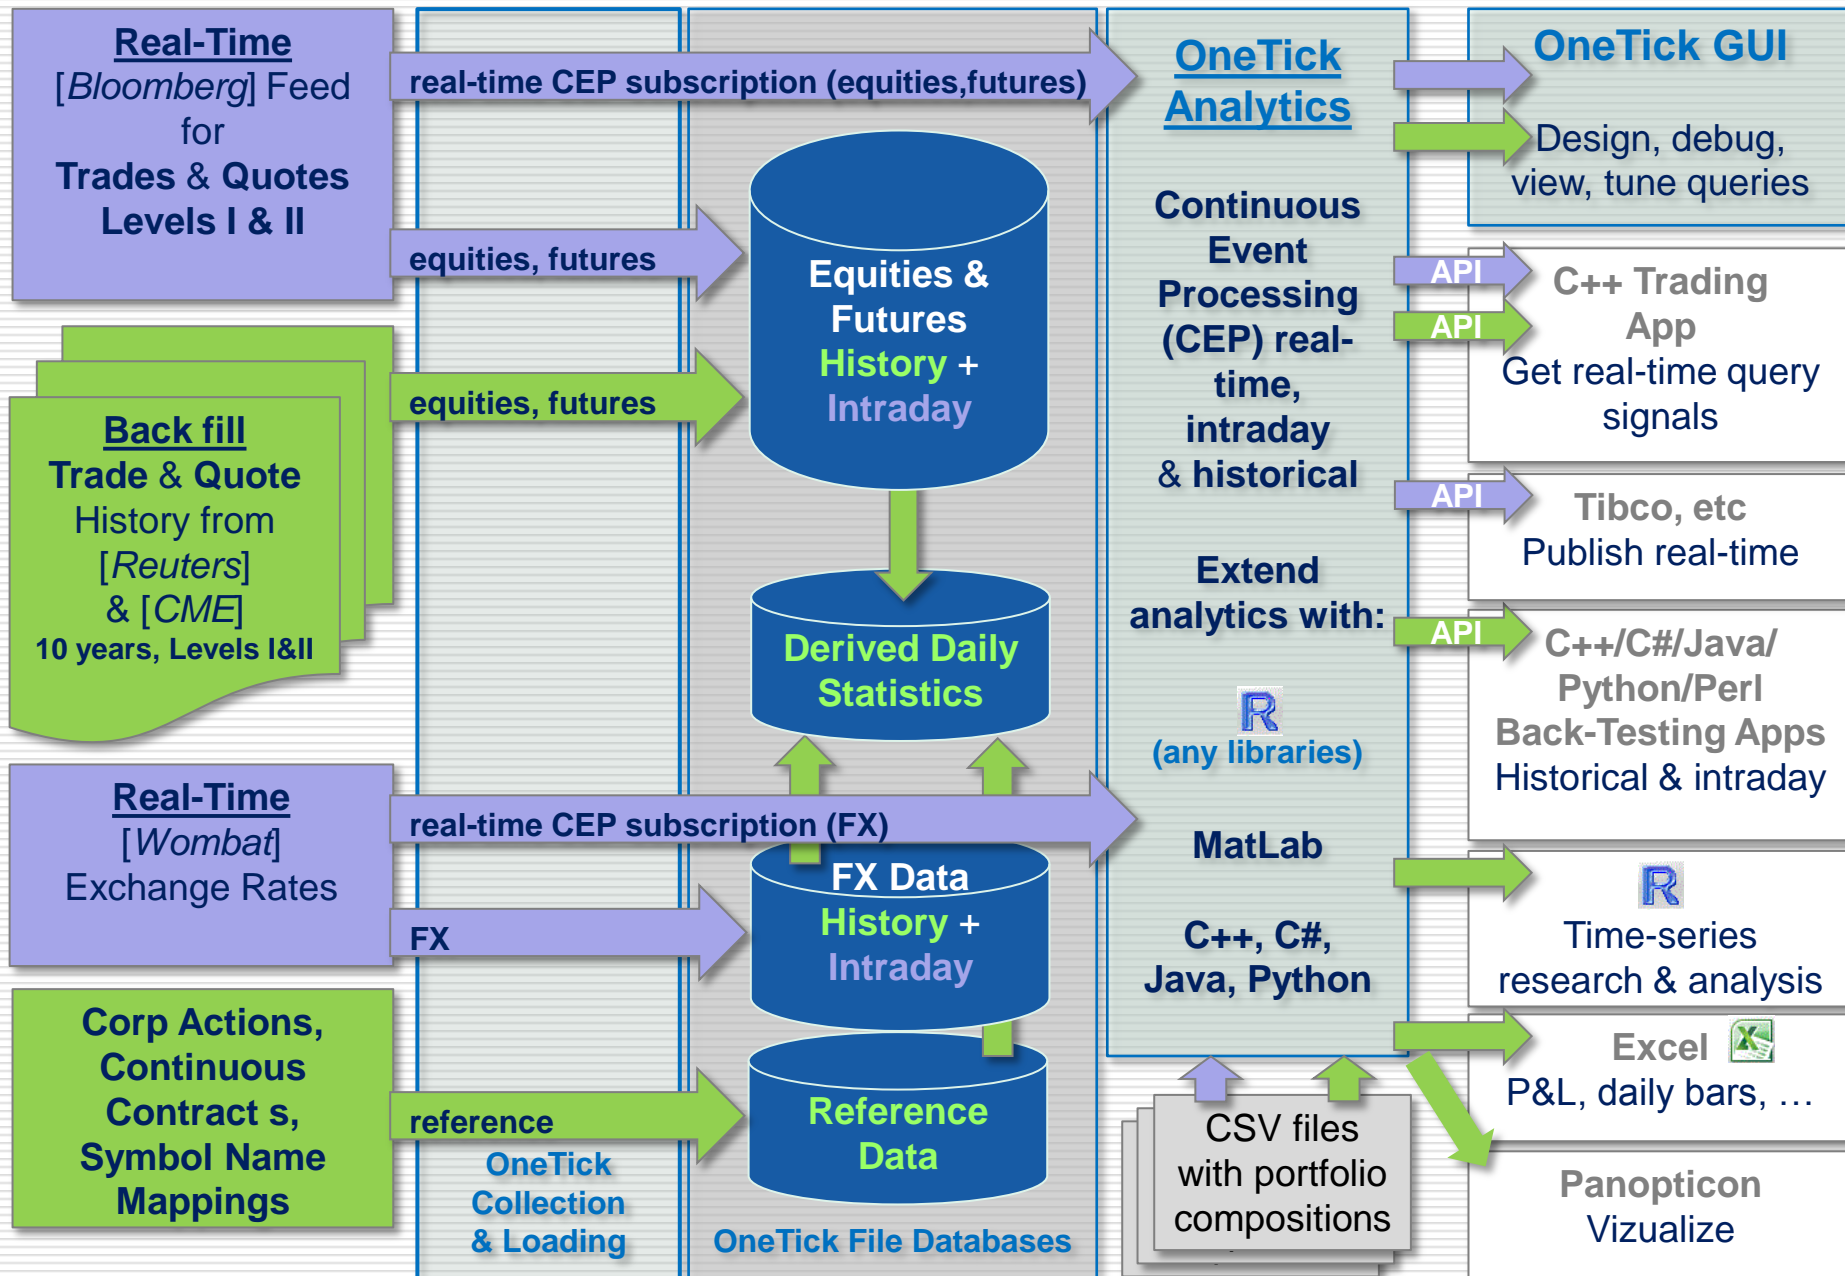 Real-Time
[Bloomberg] Feed
for
Trades & Quotes
Levels I & II
Back fill
Trade & Quote
History from
[Reuters]
& [CME]
10 years, Levels I&II
Real-Time
[Wombat]
Exchange Rates
Corp Actions,
Continuous
Contract s,
Symbol Name
Mappings
real-time CEP subscription (equities,futures)
equities, futures
equities, futures
real-time CEP subscription (FX)
FX
reference
OneTick
Collection
& Loading
Equities &
Futures
History +
Intraday
Derived Daily
Statistics
FX Data
History +
Intraday
Reference
Data
OneTick File Databases
OneTick
Analytics
Continuous
Event
Processing
(CEP) real-
time,
intraday
& historical
Extend
analytics with:
R
(any libraries)
MatLab
C++, C#,
Java, Python
CSV files
with portfolio
compositions
OneTick GUI
Design, debug,
view, tune queries
API
API
C++ Trading
App
Get real-time query
signals
API
Tibco, etc
Publish real-time
API
C++/C#/Java/
Python/Perl
Back-Testing Apps
Historical & intraday
R
Time-series
research & analysis
Excel
P&L, daily bars, …
Panopticon
Vizualize